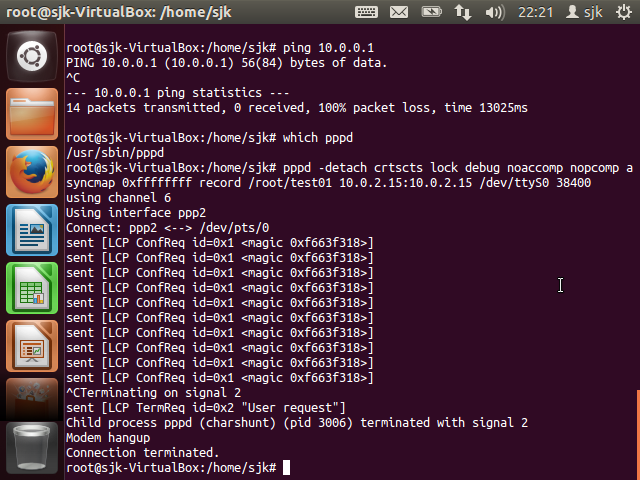 root@sjk-VirtualBox: /home/sjk 22:21 sjk
root@sjk-VirtualBox:/home/sjk# ping 10.0.0.1
PING 10.0.0.1 (10.0.0.1) 56(84) bytes of data.
^C
--- 10.0.0.1 ping statistics ---
14 packets transmitted, 0 received, 100% packet loss, time 13025ms
root@sjk-VirtualBox:/home/sjk# which pppd
/usr/sbin/pppd
root@sjk-VirtualBox:/home/sjk# pppd -detach crtscts lock debug noaccomp nopcomp a
syncmap 0xffffffff record /root/test01 10.0.2.15:10.0.2.15 /dev/ttyS0 38400
using channel 6
Using interface ppp2
Connect: ppp2 <--> /dev/pts/0
sent [LCP ConfReq id=0x1 <magic 0xf663f318>]
sent [LCP ConfReq id=0x1 <magic 0xf663f318>]
sent [LCP ConfReq id=0x1 <magic 0xf663f318>]
sent [LCP ConfReq id=0x1 <magic 0xf663f318>]
sent [LCP ConfReq id=0x1 <magic 0xf663f318>]
sent [LCP ConfReq id=0x1 <magic 0xf663f318>]
sent [LCP ConfReq id=0x1 <magic 0xf663f318>]
sent [LCP ConfReq id=0x1 <magic 0xf663f318>]
sent [LCP ConfReq id=0x1 <magic 0xf663f318>]
sent [LCP ConfReq id=0x1 <magic 0xf663f318>]
^CTerminating on signal 2
sent [LCP TermReq id=0x2 "User request"]
Child process pppd (charshunt) (pid 3006) terminated with signal 2
Modem hangup
Connection terminated.
root@sjk-VirtualBox:/home/sjk#